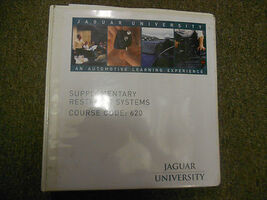 JAGUAR UNIVERSITY
AN AUTOMOTIVE LEARNING EXPERIENCE
SUPPLEMENTARY
RESTRAINT SYSTEMS
COURSE CODE: 620
JAGUAR
UNIVERSITY